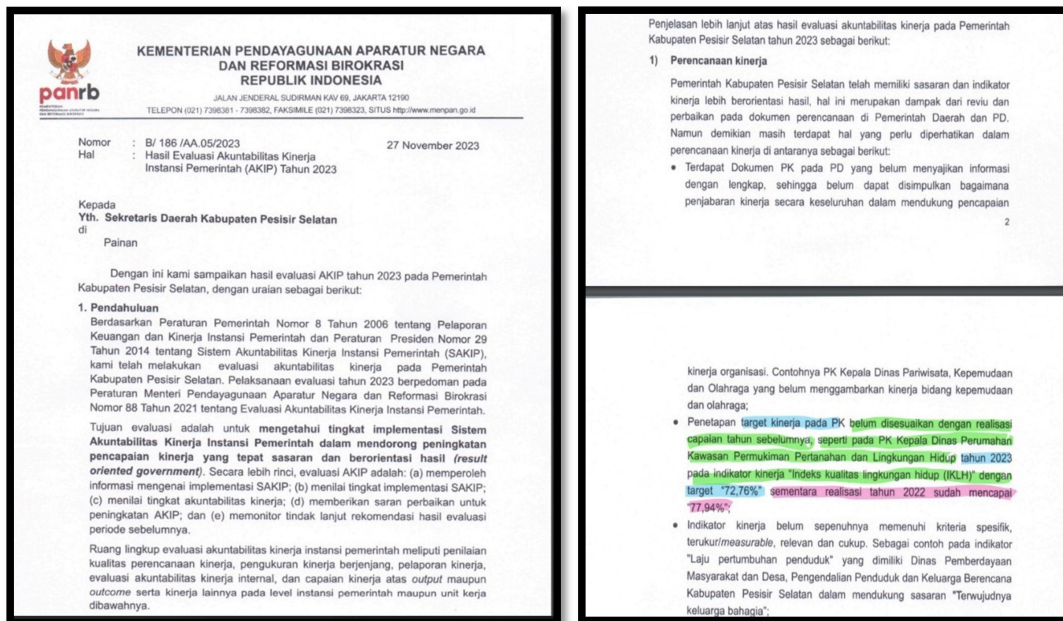 KEMENTERIAN PENDAYAGUNAAN APARATUR NEGARA
DAN REFORMASI BIROKRASI
REPUBLIK INDONESIA
panrb
JALAN JENDERAL SUDIRMAN KAV 69, JAKARTA 12190
TELEPON (021) 7398381 - 7398382, FAKSIMILE (021) 7398323, SITUS http://www.menpan.go.id
Nomor : B/ 186 /AA.05/2023 27 November 2023
Hal : Hasil Evaluasi Akuntabilitas Kinerja
Instansi Pemerintah (AKIP) Tahun 2023
Kepada
Yth. Sekretaris Daerah Kabupaten Pesisir Selatan
di
Painan
Dengan ini kami sampaikan hasil evaluasi AKIP tahun 2023 pada Pemerintah
Kabupaten Pesisir Selatan, dengan uraian sebagai berikut:
1. Pendahuluan
Berdasarkan Peraturan Pemerintah Nomor 8 Tahun 2006 tentang Pelaporan
Keuangan dan Kinerja Instansi Pemerintah dan Peraturan Presiden Nomor 29
Tahun 2014 tentang Sistem Akuntabilitas Kinerja Instansi Pemerintah (SAKIP),
kami telah melakukan evaluasi akuntabilitas kinerja pada Pemerintah
Kabupaten Pesisir Selatan. Pelaksanaan evaluasi tahun 2023 berpedoman pada
Peraturan Menteri Pendayagunaan Aparatur Negara dan Reformasi Birokrasi
Nomor 88 Tahun 2021 tentang Evaluasi Akuntabilitas Kinerja Instansi Pemerintah.
Tujuan evaluasi adalah untuk mengetahui tingkat implementasi Sistem
Akuntabilitas Kinerja Instansi Pemerintah dalam mendorong peningkatan
pencapaian kinerja yang tepat sasaran dan berorientasi hasil (result
oriented government). Secara lebih rinci, evaluasi AKIP adalah: (a) memperoleh
informasi mengenai implementasi SAKIP; (b) menilai tingkat implementasi SAKIP;
(c) menilai tingkat akuntabilitas kinerja; (d) memberikan saran perbaikan untuk
peningkatan AKIP; dan (e) memonitor tindak lanjut rekomendasi hasil evaluasi
periode sebelumnya.
Ruang lingkup evaluasi akuntabilitas kinerja instansi pemerintah meliputi penilaian
kualitas perencanaan kinerja, pengukuran kinerja berjenjang, pelaporan kinerja,
evaluasi akuntabilitas kinerja internal, dan capaian kinerja atas output maupun
outcome serta kinerja lainnya pada level instansi pemerintah maupun unit kerja
dibawahnya.
Penjelasan lebih lanjut atas hasil evaluasi akuntabilitas kinerja pada Pemerintah
Kabupaten Pesisir Selatan tahun 2023 sebagai berikut:
1) Perencanaan kinerja
Pemerintah Kabupaten Pesisir Selatan telah memiliki sasaran dan indikator
kinerja lebih berorientasi hasil, hal ini merupakan dampak dari reviu dan
perbaikan pada dokumen perencanaan di Pemerintah Daerah dan PD.
Namun demikian masih terdapat hal yang perlu diperhatikan dalam
perencanaan kinerja di antaranya sebagai berikut:
• Terdapat Dokumen PK pada PD yang belum menyajikan informasi
dengan lengkap, sehingga belum dapat disimpulkan bagaimana
penjabaran kinerja secara keseluruhan dalam mendukung pencapaian
2
kinerja organisasi. Contohnya PK Kepala Dinas Pariwisata, Kepemudaan
dan Olahraga yang belum menggambarkan kinerja bidang kepemudaan
dan olahraga;
• Penetapan target kinerja pada PK belum disesuaikan dengan realisasi
capaian tahun sebelumnya, seperti pada PK Kepala Dinas Perumahan
Kawasan Permukiman Pertanahan dan Lingkungan Hidup tahun 2023
pada indikator kinerja "Indeks kualitas lingkungan hidup (IKLH)" dengan
target "72,76%" sementara realisasi tahun 2022 sudah mencapai
"77,94%";
• Indikator kinerja belum sepenuhnya memenuhi kriteria spesifik,
terukur/measurable, relevan dan cukup. Sebagai contoh pada indikator
"Laju pertumbuhan penduduk" yang dimiliki Dinas Pemberdayaan
Masyarakat dan Desa, Pengendalian Penduduk dan Keluarga Berencana
Kabupaten Pesisir Selatan dalam mendukung sasaran "Terwujudnya
keluarga bahagia";